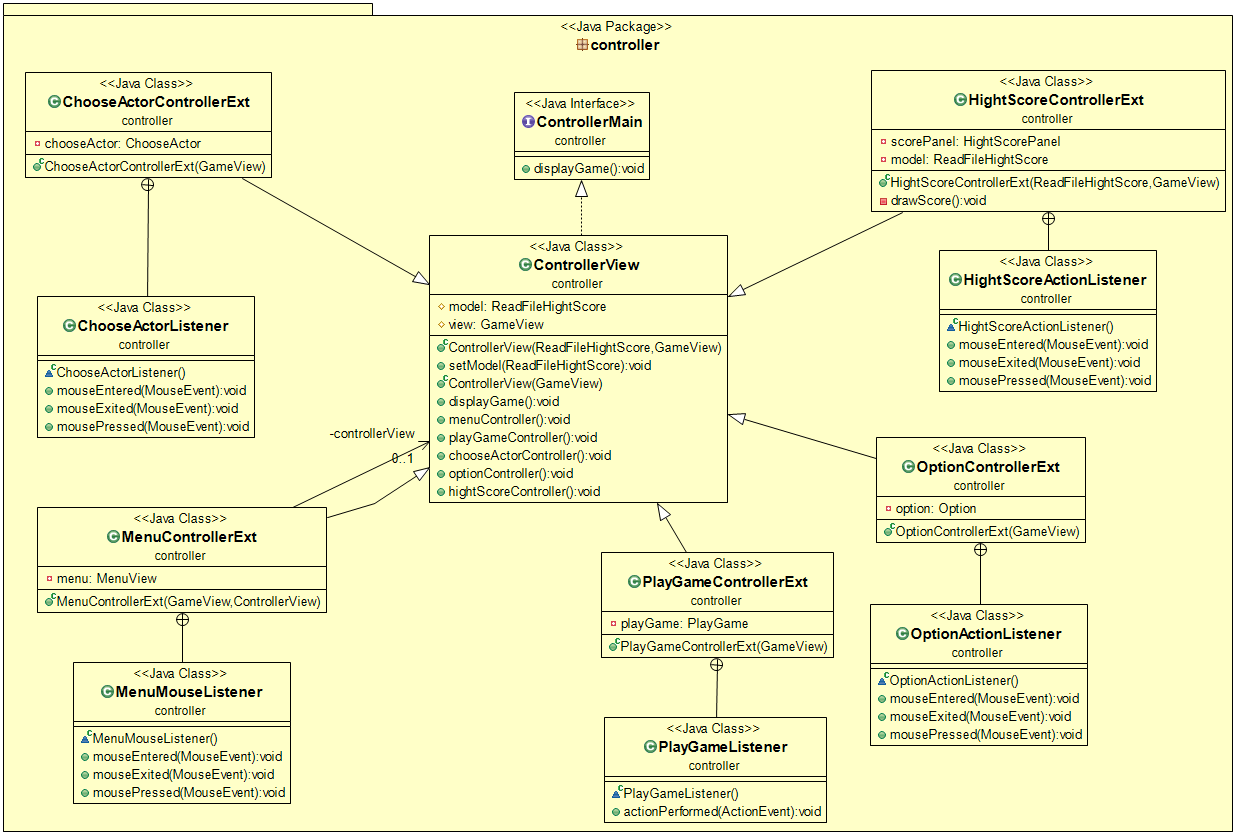 <<Java Package>>
controller
<<Java Class>>
ChooseActorControllerExt
controller
chooseActor: ChooseActor
ChooseActorControllerExt(GameView)
<<Java Interface>>
ControllerMain
controller
displayGame():void
<<Java Class>>
HightScoreControllerExt
controller
scorePanel: HightScorePanel
model: ReadFileHightScore
HightScoreControllerExt(ReadFileHightScore,GameView)
drawScore():void
<<Java Class>>
ControllerView
controller
model: ReadFileHightScore
view: GameView
ControllerView(ReadFileHightScore,GameView)
setModel(ReadFileHightScore):void
ControllerView(GameView)
displayGame():void
menuController():void
playGameController():void
chooseActorController():void
optionController():void
hightScoreController():void
<<Java Class>>
HightScoreActionListener
controller
HightScoreActionListener()
mouseEntered(MouseEvent):void
mouseExited(MouseEvent):void
mousePressed(MouseEvent):void
<<Java Class>>
ChooseActorListener
controller
ChooseActorListener()
mouseEntered(MouseEvent):void
mouseExited(MouseEvent):void
mousePressed(MouseEvent):void
-controllerView
0..1
<<Java Class>>
OptionControllerExt
controller
option: Option
OptionControllerExt(GameView)
<<Java Class>>
MenuControllerExt
controller
menu: MenuView
MenuControllerExt(GameView,ControllerView)
<<Java Class>>
PlayGameControllerExt
controller
playGame: PlayGame
PlayGameControllerExt(GameView)
<<Java Class>>
OptionActionListener
controller
OptionActionListener()
mouseEntered(MouseEvent):void
mouseExited(MouseEvent):void
mousePressed(MouseEvent):void
<<Java Class>>
MenuMouseListener
controller
MenuMouseListener()
mouseEntered(MouseEvent):void
mouseExited(MouseEvent):void
mousePressed(MouseEvent):void
<<Java Class>>
PlayGameListener
controller
PlayGameListener()
actionPerformed(ActionEvent):void